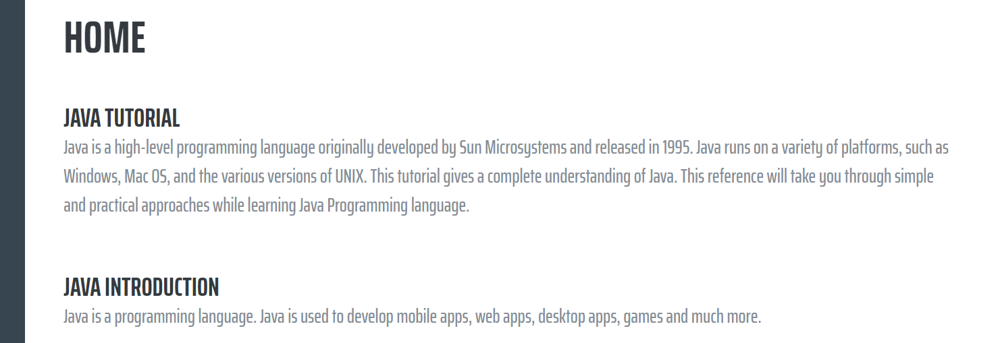 HOME
JAVA TUTORIAL
Java is a high-level programming language originally developed by Sun Microsystems and released in 1995. Java runs on a variety of platforms, such as
Windows, Mac OS, and the various versions of UNIX. This tutorial gives a complete understanding of Java. This reference will take you through simple
and practical approaches while learning Java Programming language.
JAVA INTRODUCTION
Java is a programming language. Java is used to develop mobile apps, web apps, desktop apps, games and much more.